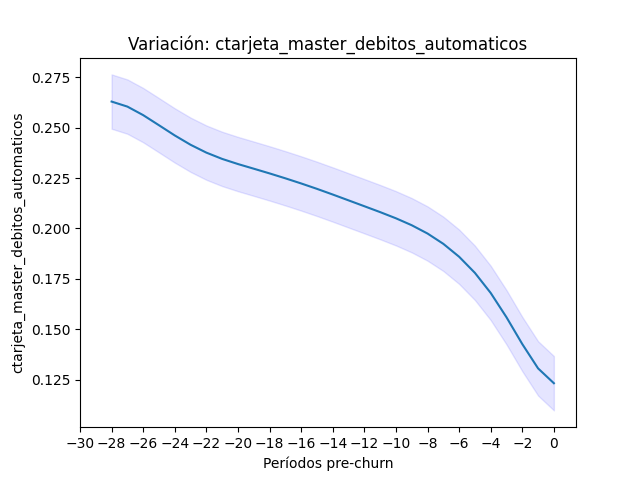 Variación: ctarjeta_master_debitos_automaticos
ctarjeta_master_debitos_automaticos
0.275
0.250
0.225
0.200
0.175
0.150
0.125
−30 −28 −26 −24 −22 −20 −18 −16 −14 −12 −10 −8 −6 −4 −2 0
Períodos pre-churn